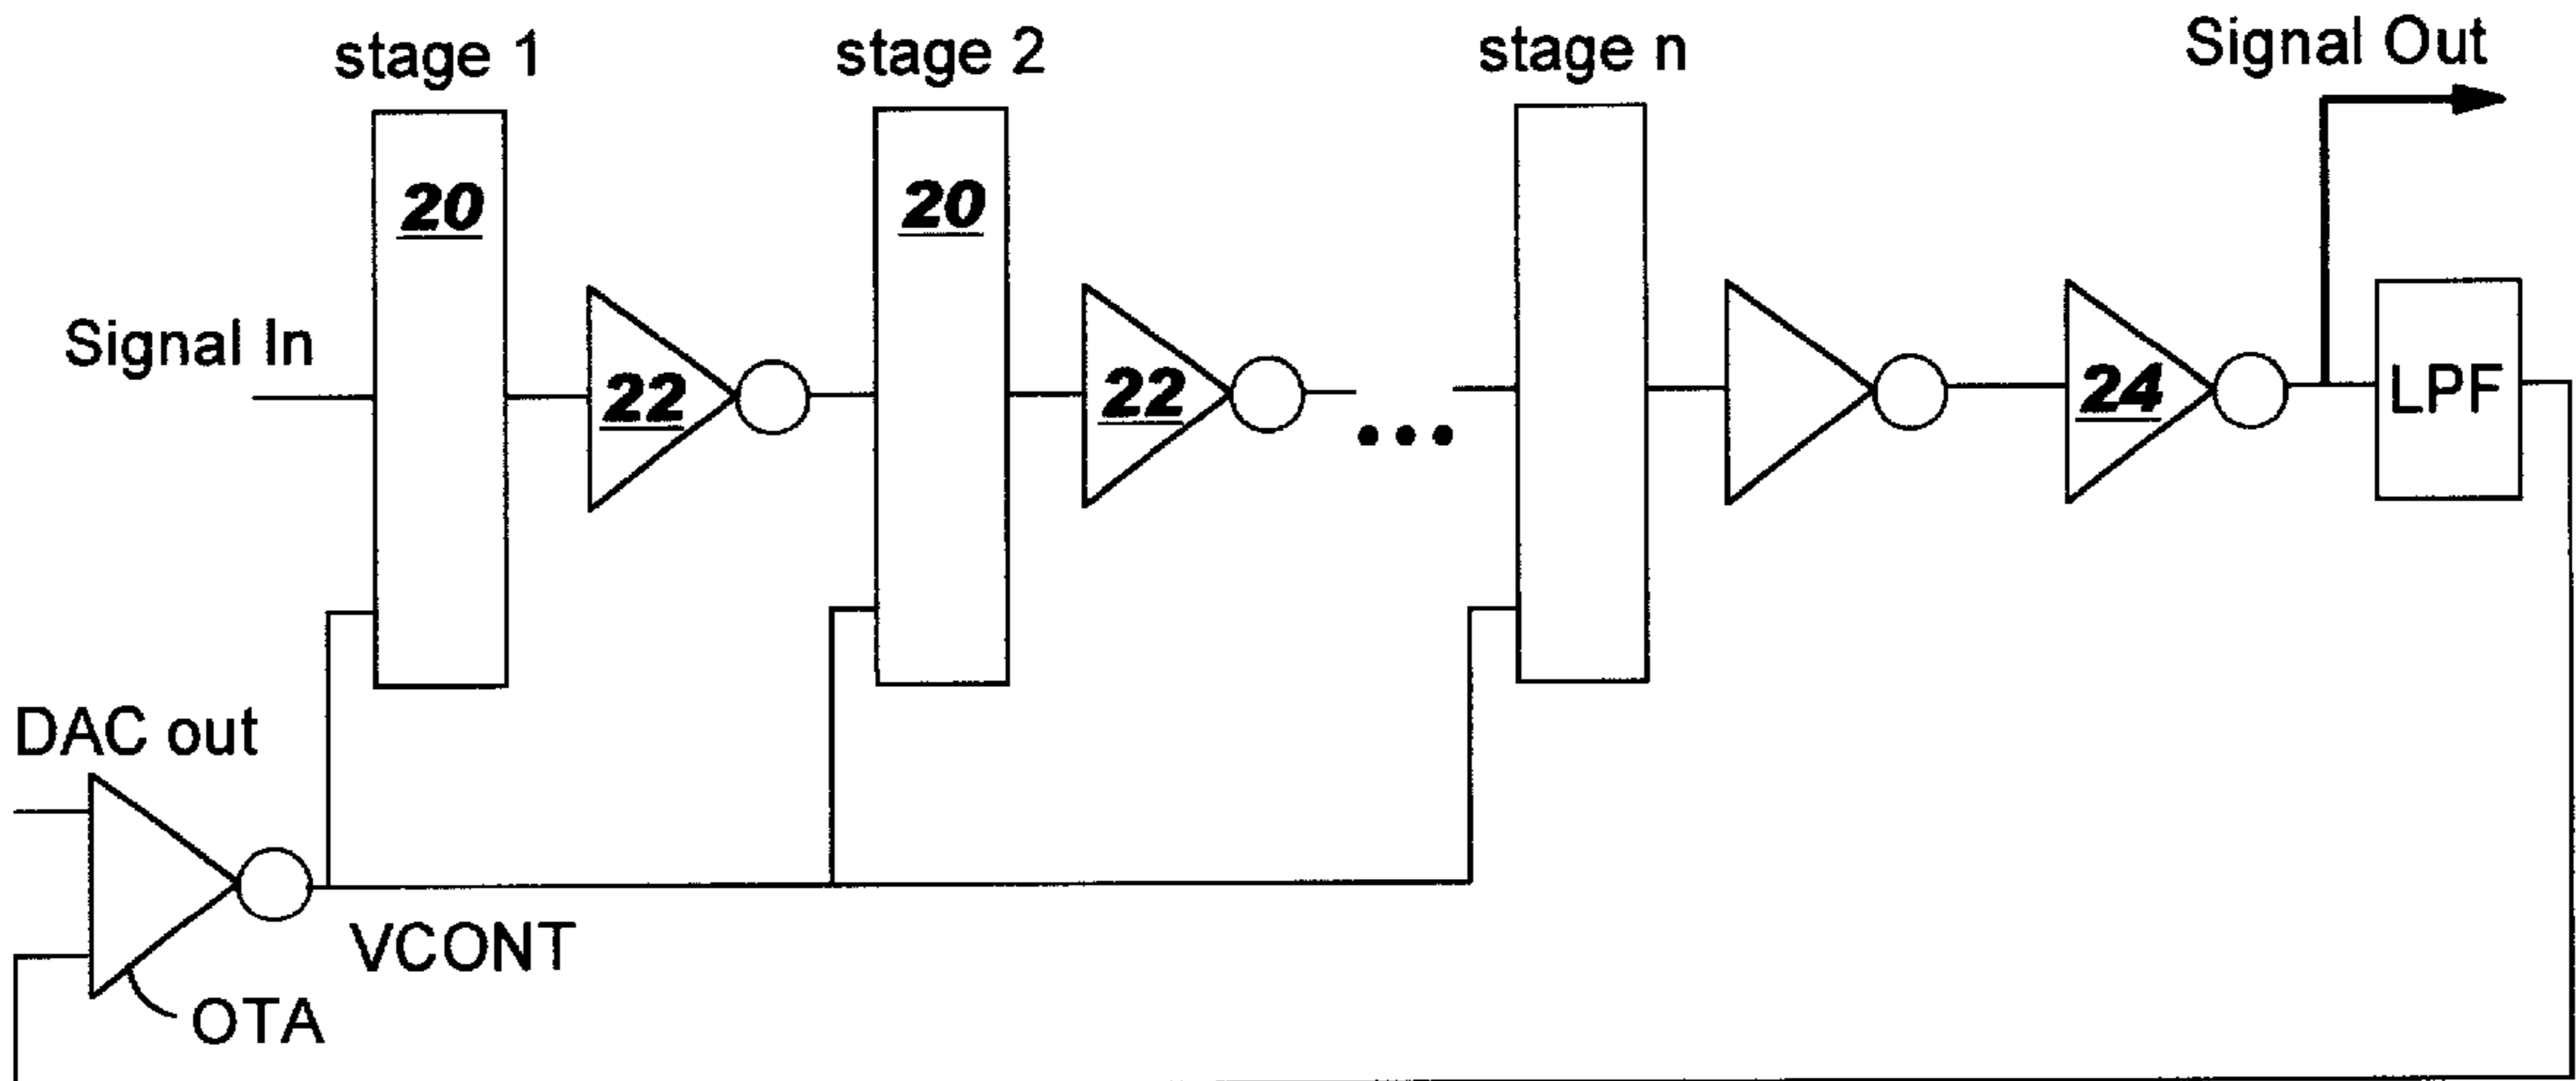 stage 1
stage 2
stage n
Signal Out
20
20
Signal In
22
22
24
LPF
DAC out
VCONT
OTA